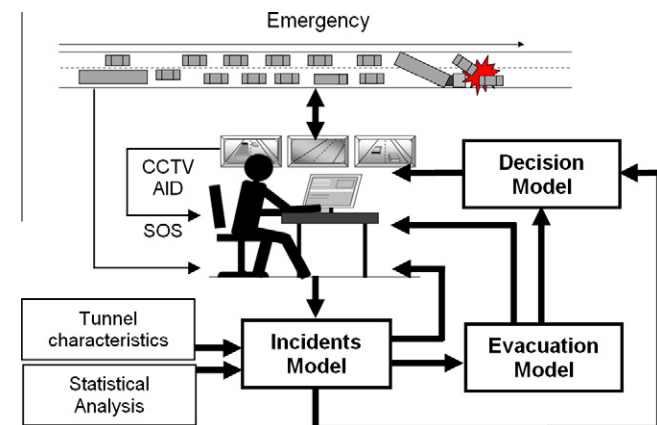 Emergency
CCTV
AID
SOS
Decision
Model
Tunnel
characteristics
Statistical
Analysis
Incidents
Model
Evacuation
Model